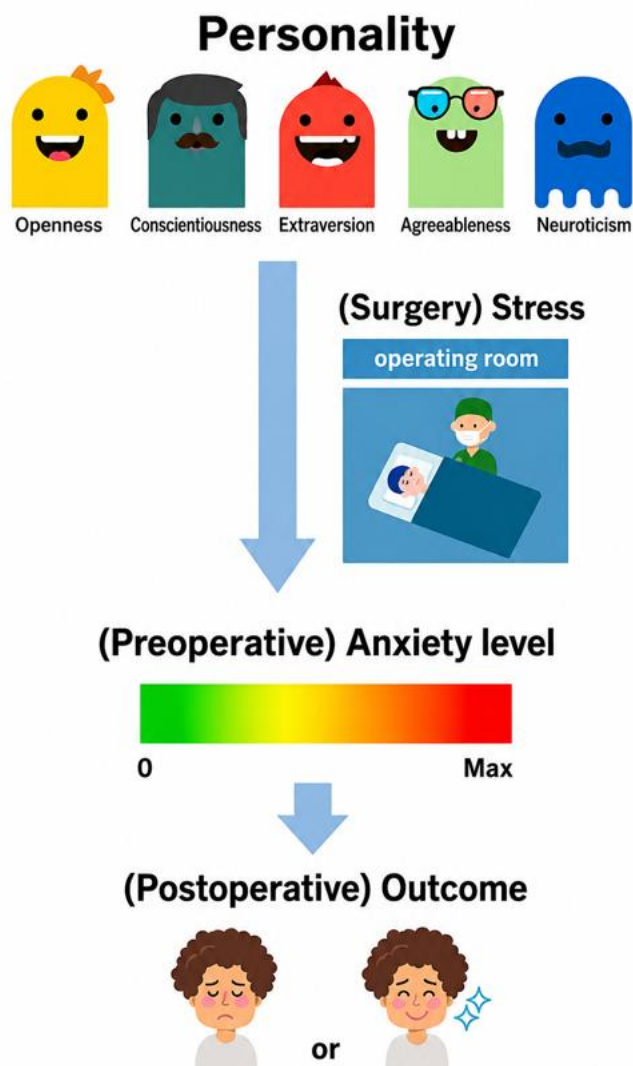 Personality
Openness
Conscientiousness
Extraversion
Agreeableness
Neuroticism
(Surgery) Stress
operating room
(Preoperative) Anxiety level
0
Max
(Postoperative) Outcome
or